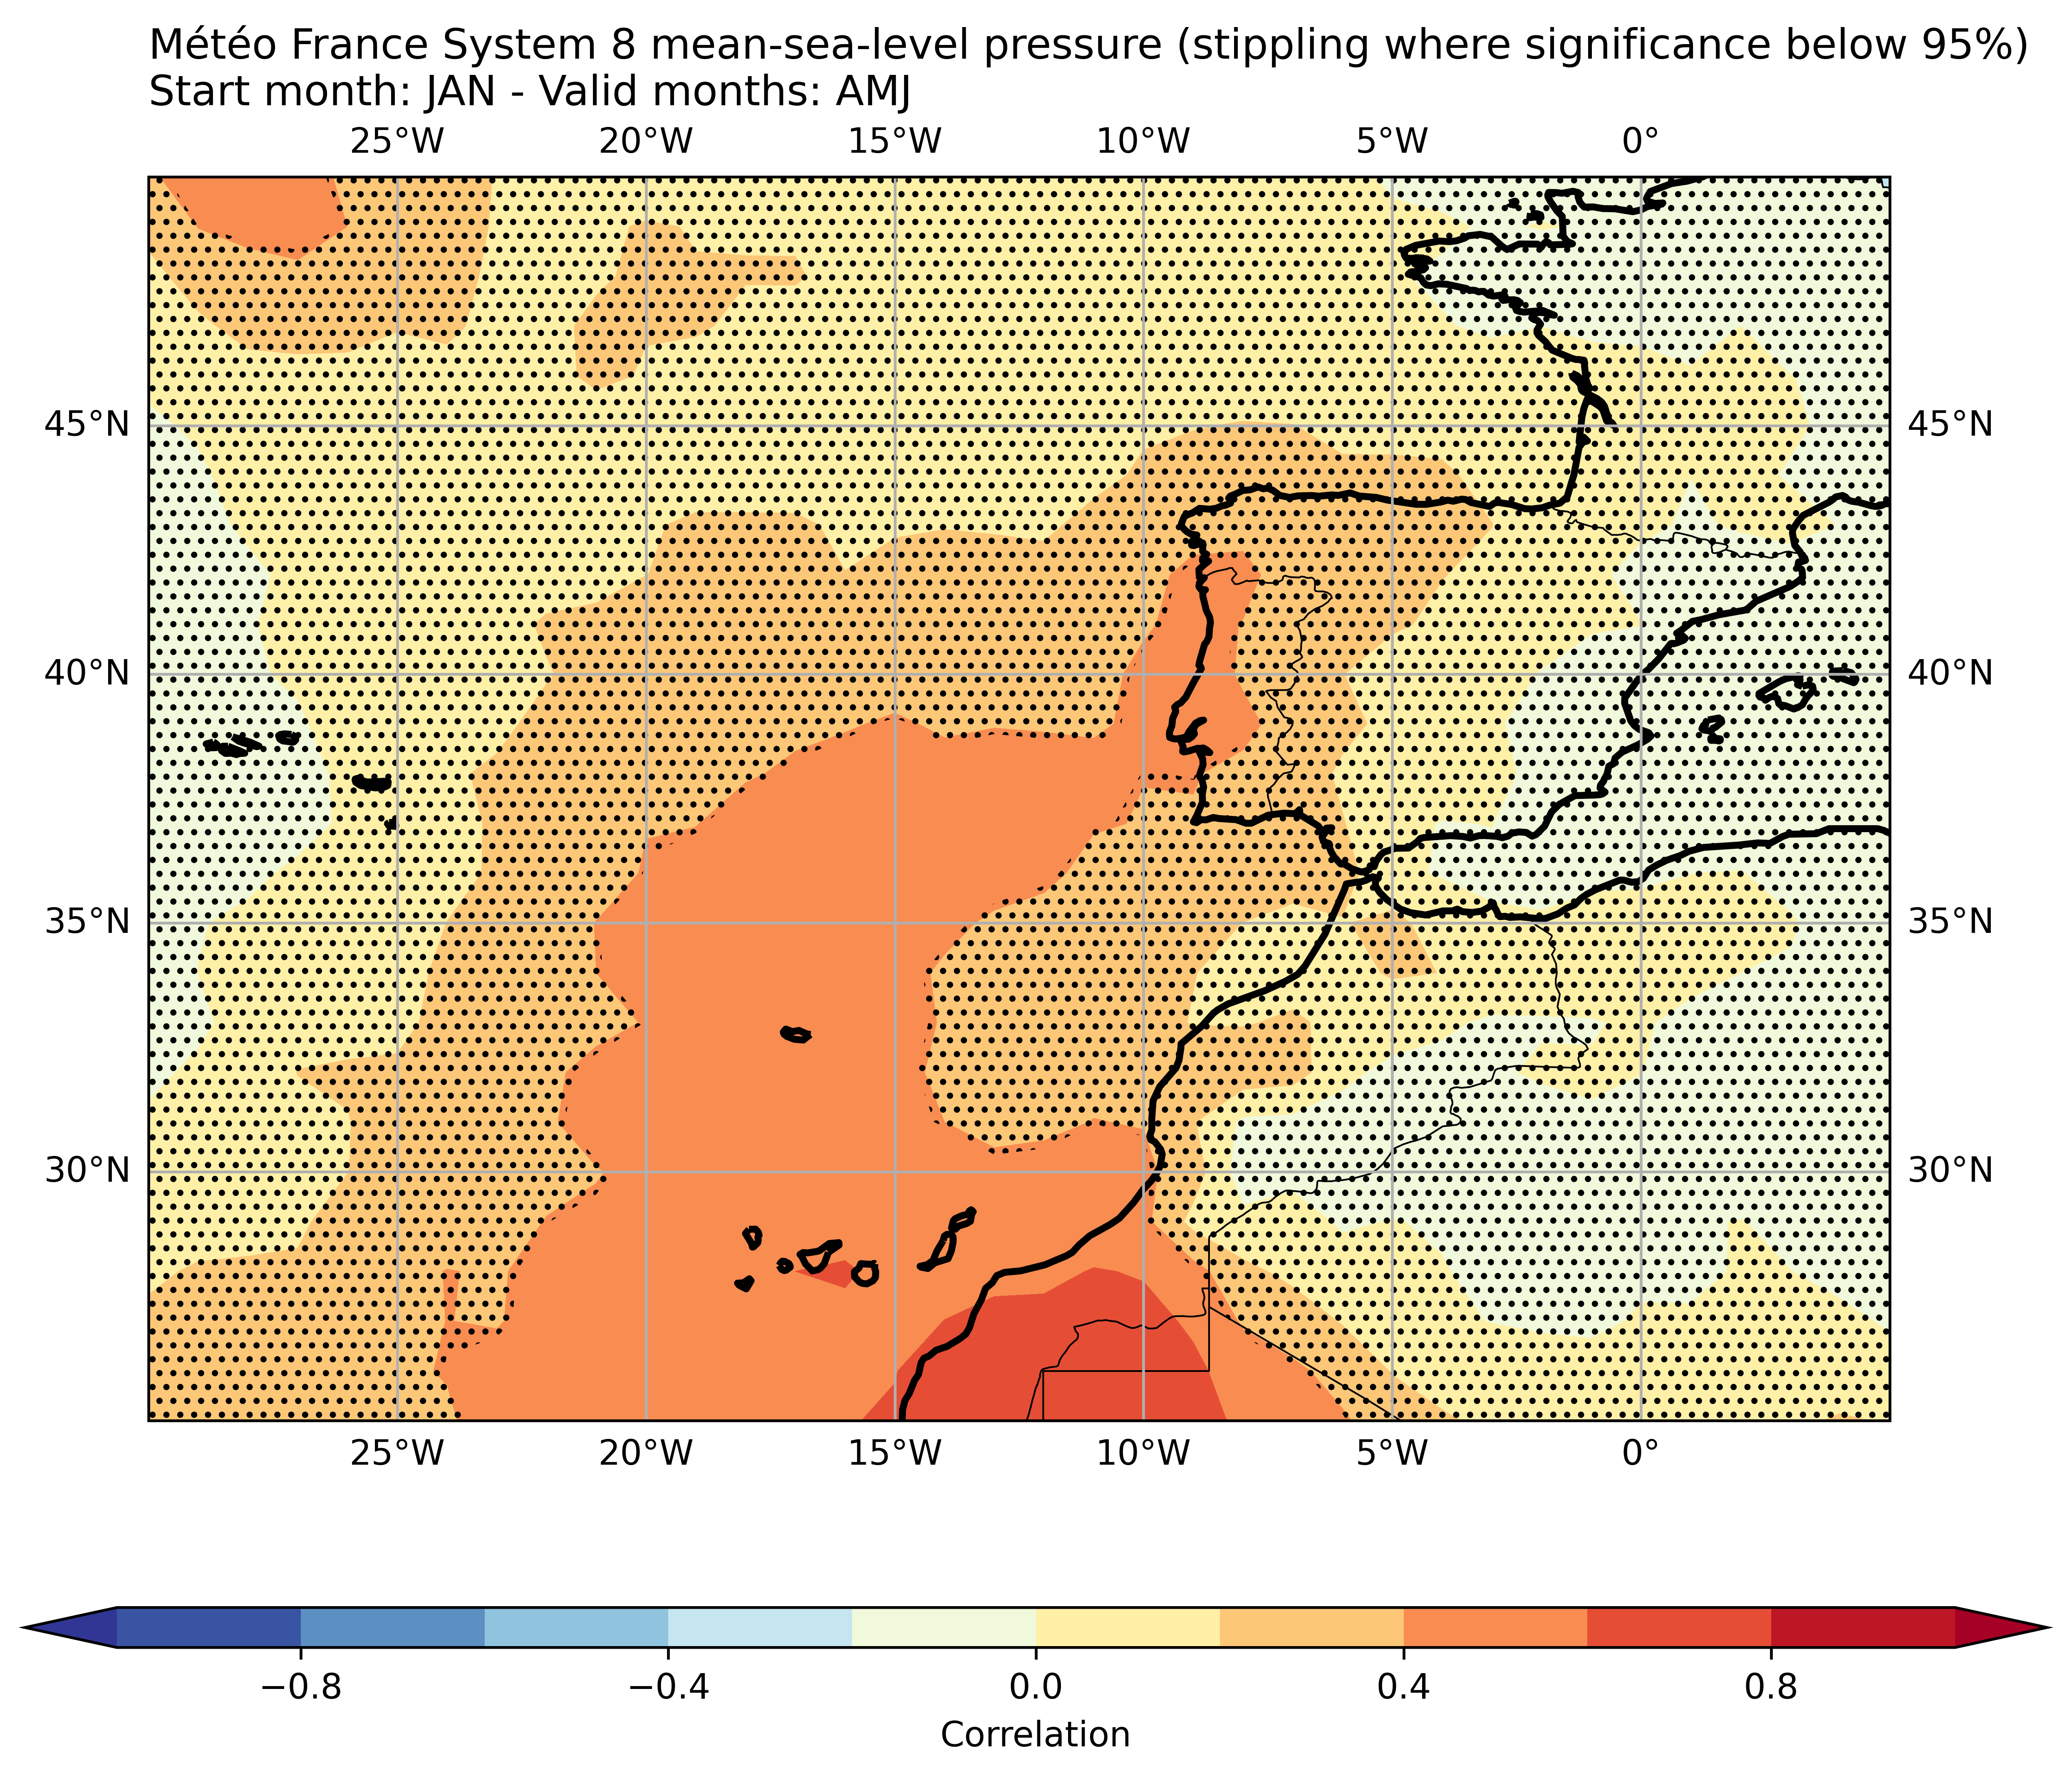 Météo France System 8 mean-sea-level pressure (stippling where significance below 95%)
Start month: JAN - Valid months: AMJ
25°W 20°W 15°W 10°W 5°W 0°
45°N 45°N
40°N 40°N
35°N 35°N
30°N 30°N
25°W 20°W 15°W 10°W 5°W 0°
−0.8 −0.4 0.0 0.4 0.8
Correlation